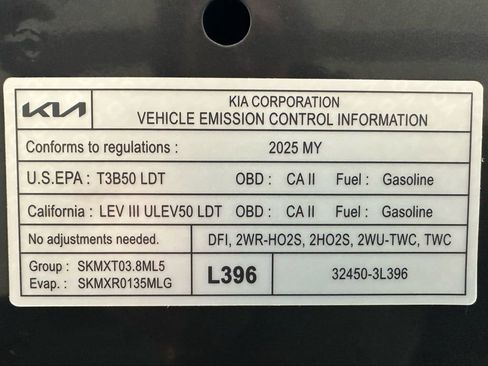 KIA
KIA CORPORATION
VEHICLE EMISSION CONTROL INFORMATION
Conforms to regulations : 2025 MY
U.S.EPA : T3B50 LDT OBD : CA II Fuel : Gasoline
California : LEV III ULEV50 LDT OBD : CA II Fuel : Gasoline
No adjustments needed. DFI, 2WR-HO2S, 2HO2S, 2WU-TWC, TWC
Group : SKMXT03.8ML5
Evap. : SKMXR0135MLG
L396
32450-3L396